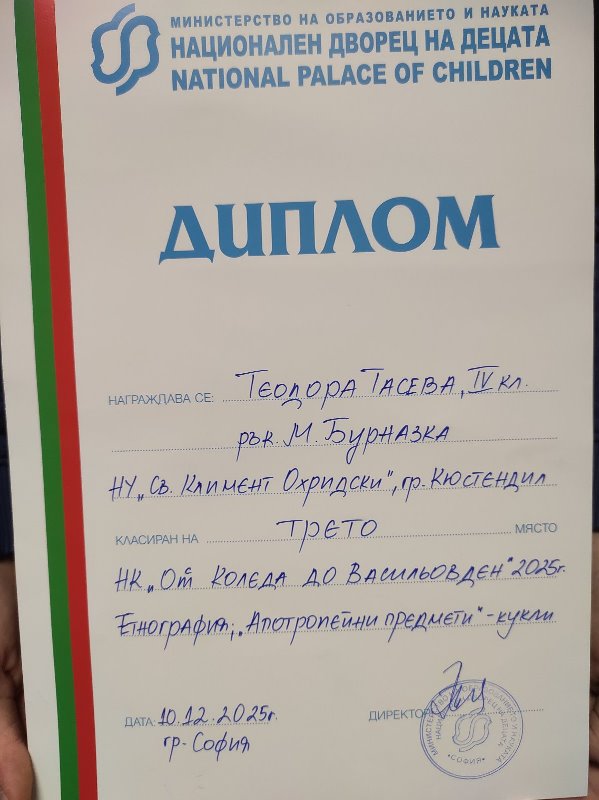 МИНИСТЕРСТВО НА ОБРАЗОВАНИЕТО И НАУКАТА
НАЦИОНАЛЕН ДВОРЕЦ НА ДЕЦАТА
NATIONAL PALACE OF CHILDREN
ДИПЛОМ
НАГРАЖДАВА СЕ: ТЕОДОРА ТАСЕВА, IV кл.
рък. М. БУРНАЗКА
НУ „Св. Климент Охридски", гр. Кюстендил
КЛАСИРАН НА ТРЕТО МЯСТО
НК „От Коледа до Васильовден" 2025г.
Етнография; „Апотропейни предмети" - кукли
ДАТА: 10.12.2025г.
гр. София
ДИРЕКТОР